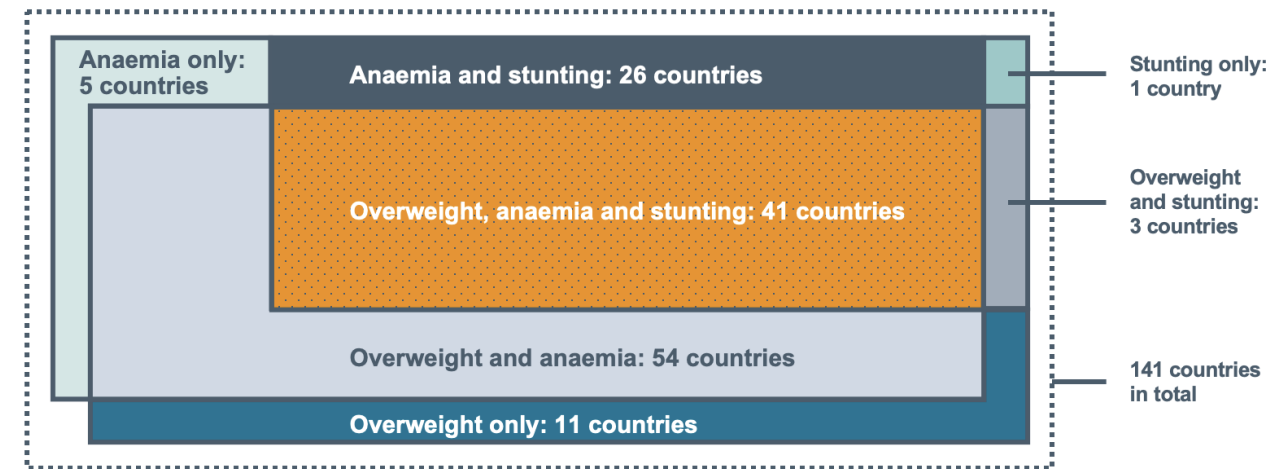 Anaemia only:
5 countries
Anaemia and stunting: 26 countries
Stunting only:
1 country
Overweight, anaemia and stunting: 41 countries
Overweight
and stunting:
3 countries
Overweight and anaemia: 54 countries
141 countries
in total
Overweight only: 11 countries